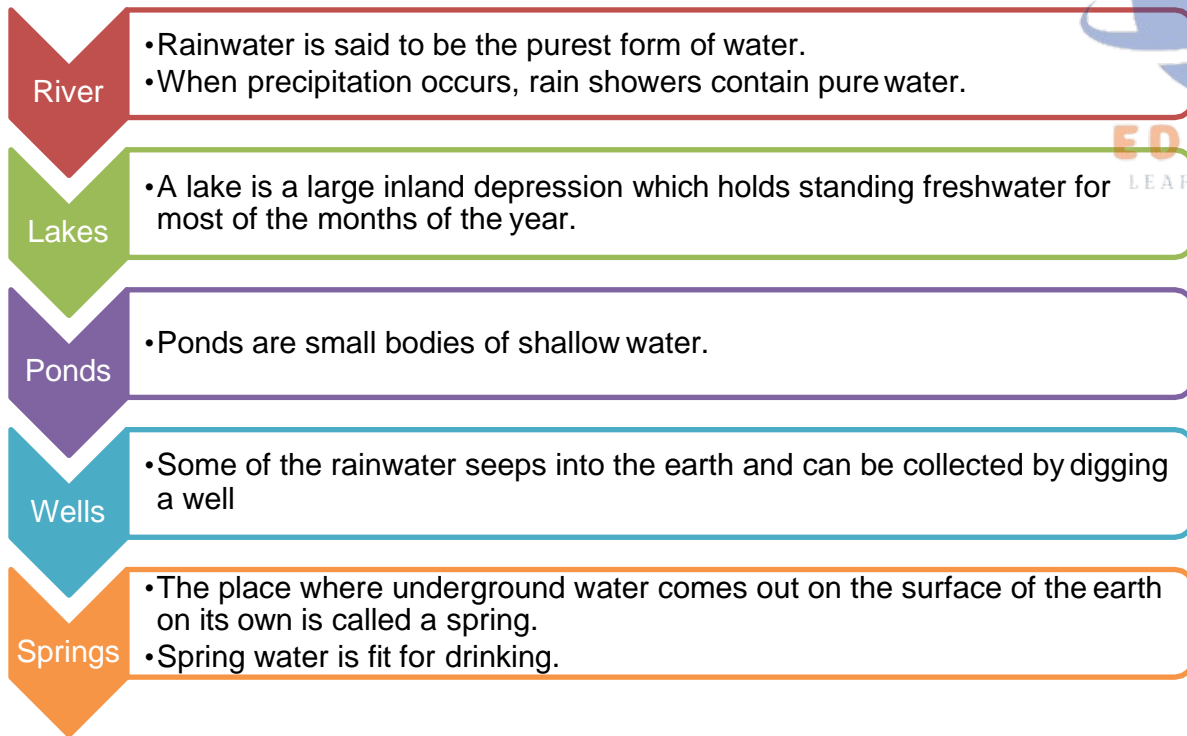 River
•Rainwater is said to be the purest form of water.
•When precipitation occurs, rain showers contain pure water.
ED
LEAR
Lakes
•A lake is a large inland depression which holds standing freshwater for
most of the months of the year.
Ponds
•Ponds are small bodies of shallow water.
Wells
•Some of the rainwater seeps into the earth and can be collected by digging
a well
Springs
•The place where underground water comes out on the surface of the earth
on its own is called a spring.
•Spring water is fit for drinking.